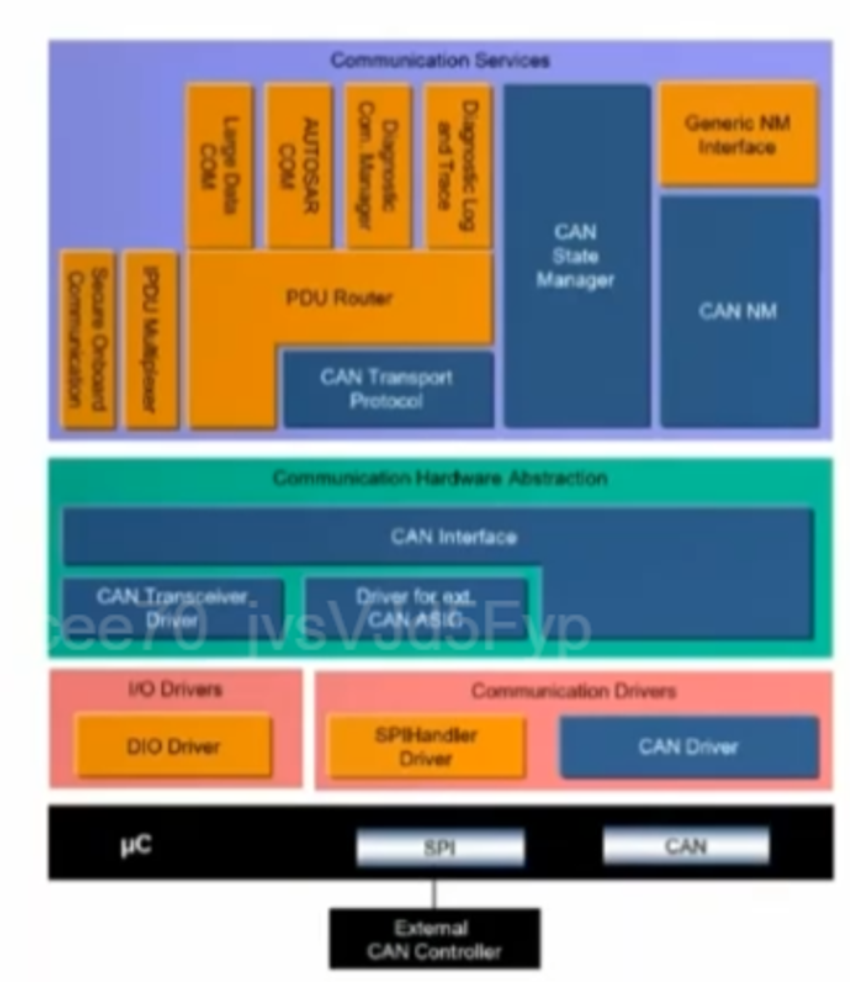 Communication Services
Large Data
COM
AUTOSAR
COM
Diagnostic
Com. Manager
Diagnostic Log
and Trace
CAN
State
Manager
Generic NM
Interface
CAN NM
Secure Onboard
Communication
IPDU Multiplexer
PDU Router
CAN Transport
Protocol
Communication Hardware Abstraction
CAN Interface
CAN Transceiver
Driver
Driver for ext.
CAN ASIC
cee70_jvsVJd5Fyp
I/O Drivers
DIO Driver
Communication Drivers
SPIHandler
Driver
CAN Driver
µC
SPI
CAN
External
CAN Controller